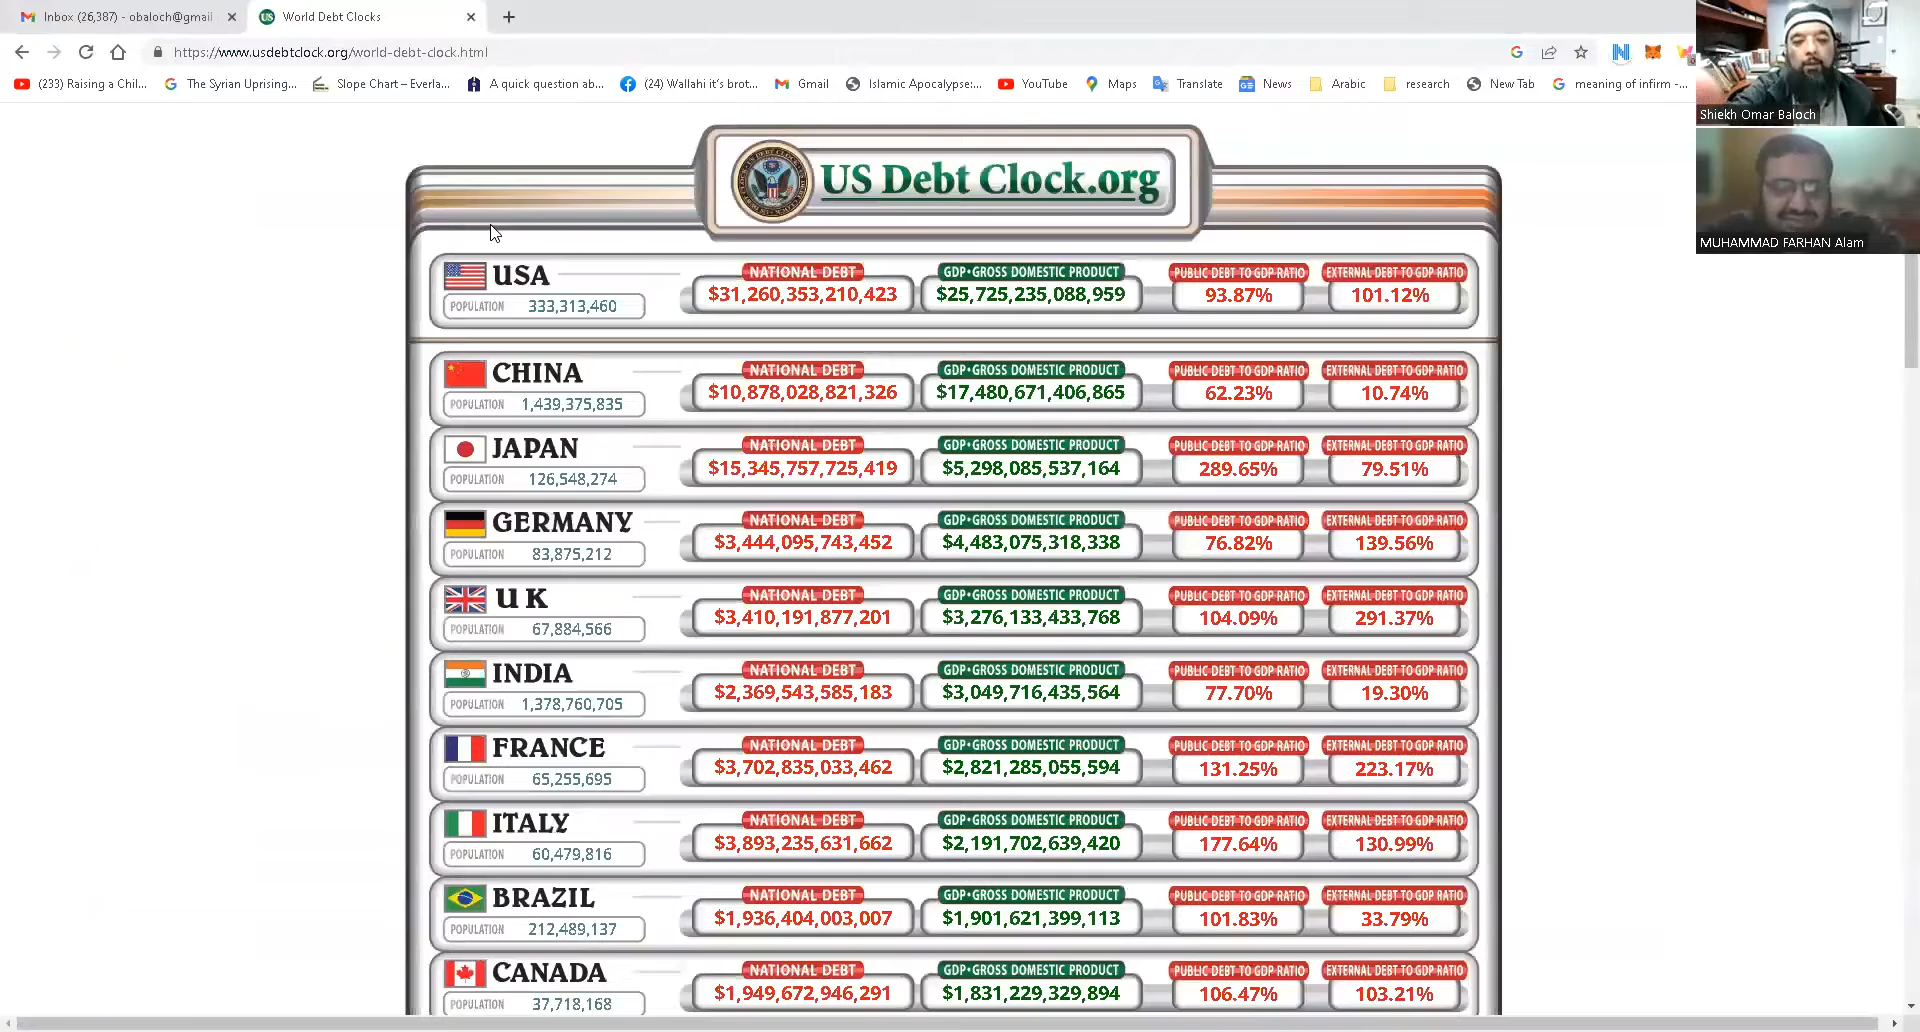 Inbox (26,387) - obaloch@gmail
World Debt Clocks
https://www.usdebtclock.org/world-debt-clock.html
(233) Raising a Chil...
The Syrian Uprising...
Slope Chart – Everla...
A quick question ab...
(24) Wallahi it's brot...
Gmail
Islamic Apocalypse:...
YouTube
Maps
Translate
News
Arabic
research
New Tab
meaning of infirm -...
Shiekh Omar Baloch
MUHAMMAD FARHAN Alam
US Debt Clock.org
USA
NATIONAL DEBT GDP•GROSS DOMESTIC PRODUCT PUBLIC DEBT TO GDP RATIO EXTERNAL DEBT TO GDP RATIO
POPULATION 333,313,460 $31,260,353,210,423 $25,725,235,088,959 93.87% 101.12%
CHINA
NATIONAL DEBT GDP•GROSS DOMESTIC PRODUCT PUBLIC DEBT TO GDP RATIO EXTERNAL DEBT TO GDP RATIO
POPULATION 1,439,375,835 $10,878,028,821,326 $17,480,671,406,865 62.23% 10.74%
JAPAN
NATIONAL DEBT GDP•GROSS DOMESTIC PRODUCT PUBLIC DEBT TO GDP RATIO EXTERNAL DEBT TO GDP RATIO
POPULATION 126,548,274 $15,345,757,725,419 $5,298,085,537,164 289.65% 79.51%
GERMANY
NATIONAL DEBT GDP•GROSS DOMESTIC PRODUCT PUBLIC DEBT TO GDP RATIO EXTERNAL DEBT TO GDP RATIO
POPULATION 83,875,212 $3,444,095,743,452 $4,483,075,318,338 76.82% 139.56%
UK
NATIONAL DEBT GDP•GROSS DOMESTIC PRODUCT PUBLIC DEBT TO GDP RATIO EXTERNAL DEBT TO GDP RATIO
POPULATION 67,884,566 $3,410,191,877,201 $3,276,133,433,768 104.09% 291.37%
INDIA
NATIONAL DEBT GDP•GROSS DOMESTIC PRODUCT PUBLIC DEBT TO GDP RATIO EXTERNAL DEBT TO GDP RATIO
POPULATION 1,378,760,705 $2,369,543,585,183 $3,049,716,435,564 77.70% 19.30%
FRANCE
NATIONAL DEBT GDP•GROSS DOMESTIC PRODUCT PUBLIC DEBT TO GDP RATIO EXTERNAL DEBT TO GDP RATIO
POPULATION 65,255,695 $3,702,835,033,462 $2,821,285,055,594 131.25% 223.17%
ITALY
NATIONAL DEBT GDP•GROSS DOMESTIC PRODUCT PUBLIC DEBT TO GDP RATIO EXTERNAL DEBT TO GDP RATIO
POPULATION 60,479,816 $3,893,235,631,662 $2,191,702,639,420 177.64% 130.99%
BRAZIL
NATIONAL DEBT GDP•GROSS DOMESTIC PRODUCT PUBLIC DEBT TO GDP RATIO EXTERNAL DEBT TO GDP RATIO
POPULATION 212,489,137 $1,936,404,003,007 $1,901,621,399,113 101.83% 33.79%
CANADA
NATIONAL DEBT GDP•GROSS DOMESTIC PRODUCT PUBLIC DEBT TO GDP RATIO EXTERNAL DEBT TO GDP RATIO
POPULATION 37,718,168 $1,949,672,946,291 $1,831,229,329,894 106.47% 103.21%